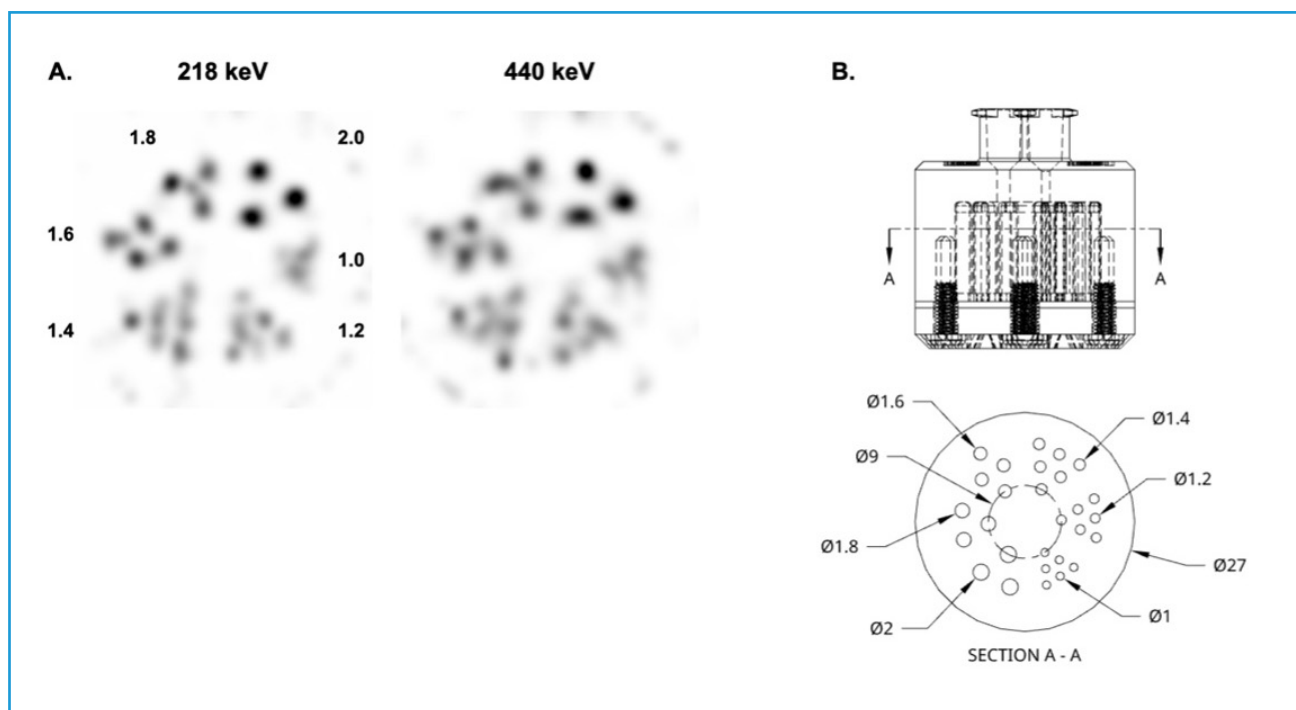 A.
218 keV
440 keV
B.
1.8
2.0
1.6
1.0
1.4
1.2
A
A
Ø1.6
Ø1.4
Ø9
Ø1.2
Ø1.8
Ø27
Ø2
Ø1
SECTION A - A